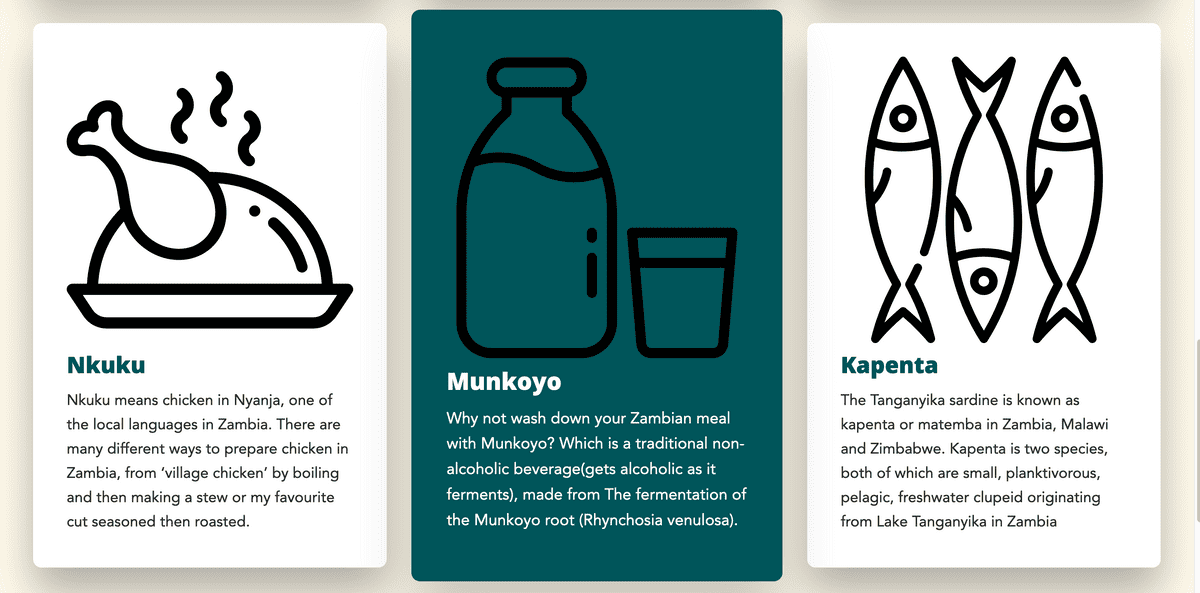 Nkuku
Nkuku means chicken in Nyanja, one of
the local languages in Zambia. There are
many different ways to prepare chicken in
Zambia, from ‘village chicken’ by boiling
and then making a stew or my favourite
cut seasoned then roasted.
Munkoyo
Why not wash down your Zambian meal
with Munkoyo? Which is a traditional non-
alcoholic beverage(gets alcoholic as it
ferments), made from The fermentation of
the Munkoyo root (Rhynchosia venulosa).
Kapenta
The Tanganyika sardine is known as
kapenta or matemba in Zambia, Malawi
and Zimbabwe. Kapenta is two species,
both of which are small, planktivorous,
pelagic, freshwater clupeid originating
from Lake Tanganyika in Zambia